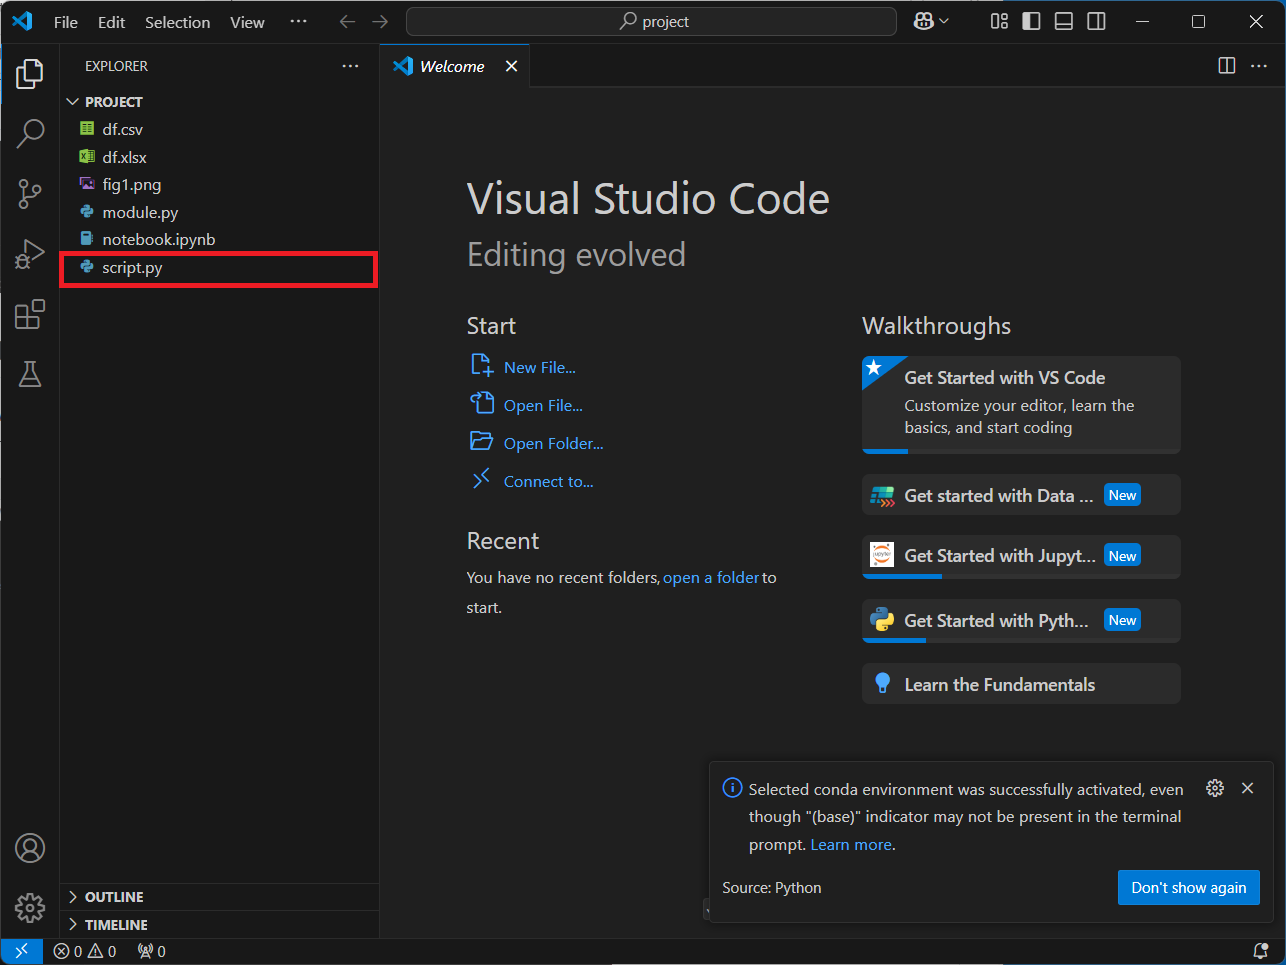 File Edit Selection View ··· project
EXPLORER ···
Welcome
PROJECT
df.csv
df.xlsx
fig1.png
module.py
notebook.ipynb
script.py
Visual Studio Code
Editing evolved
Start
New File...
Open File...
Open Folder...
Connect to...
Recent
You have no recent folders, open a folder to
start.
Walkthroughs
Get Started with VS Code
Customize your editor, learn the
basics, and start coding
Get started with Data ... New
Get Started with Jupyt... New
Get Started with Pyth... New
Learn the Fundamentals
Selected conda environment was successfully activated, even
though "(base)" indicator may not be present in the terminal
prompt. Learn more.
Source: Python Don't show again
OUTLINE
TIMELINE
0 0 0